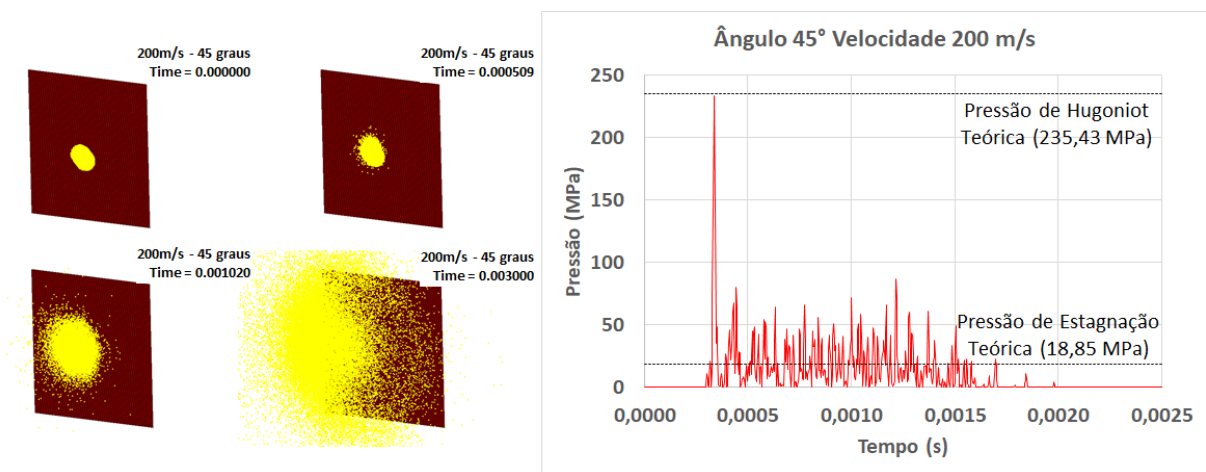 200m/s - 45 graus
Time = 0.000000
200m/s - 45 graus
Time = 0.000509
200m/s - 45 graus
Time = 0.001020
200m/s - 45 graus
Time = 0.003000
Ângulo 45° Velocidade 200 m/s
Pressão (MPa)
250
200
150
100
50
0
Pressão de Hugoniot
Teórica (235,43 MPa)
Pressão de Estagnação
Teórica (18,85 MPa)
0,0000
0,0005
0,0010
0,0015
0,0020
0,0025
Tempo (s)